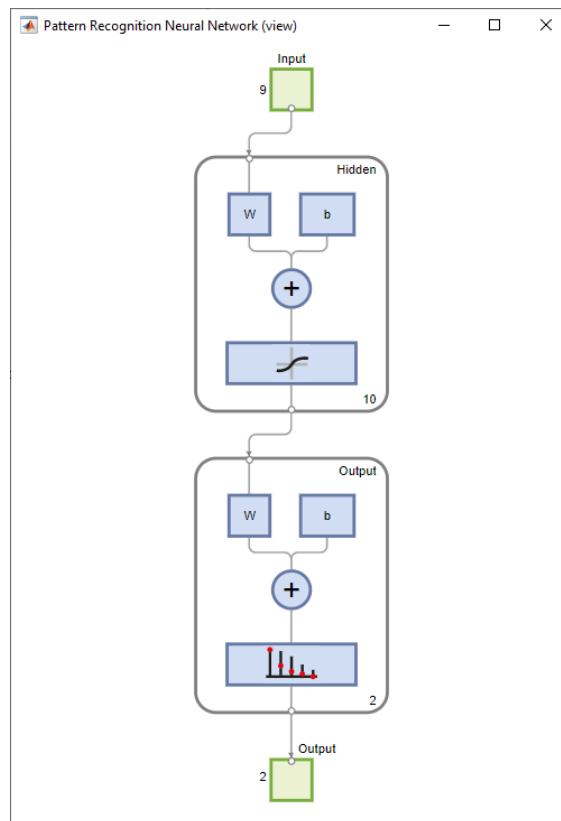 Pattern Recognition Neural Network (view)
Input
9
Hidden
W b
+
10
Output
W b
+
2
Output
2